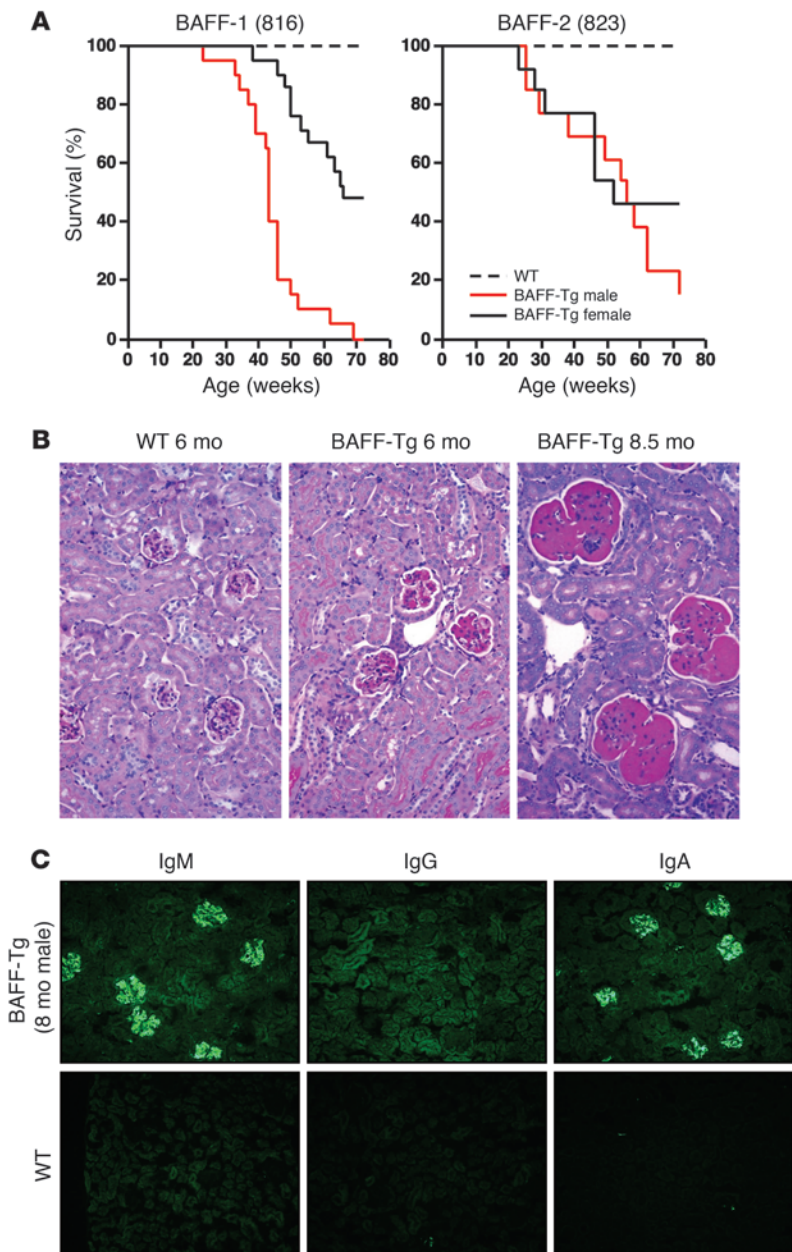 A
BAFF-1 (816)
BAFF-2 (823)
Survival (%)
100
80
60
40
20
0
0 10 20 30 40 50 60 70 80
Age (weeks)
100
80
60
40
20
0
0 10 20 30 40 50 60 70 80
Age (weeks)
WT
BAFF-Tg male
BAFF-Tg female
B
WT 6 mo
BAFF-Tg 6 mo
BAFF-Tg 8.5 mo
C
IgM
IgG
IgA
BAFF-Tg
(8 mo male)
WT